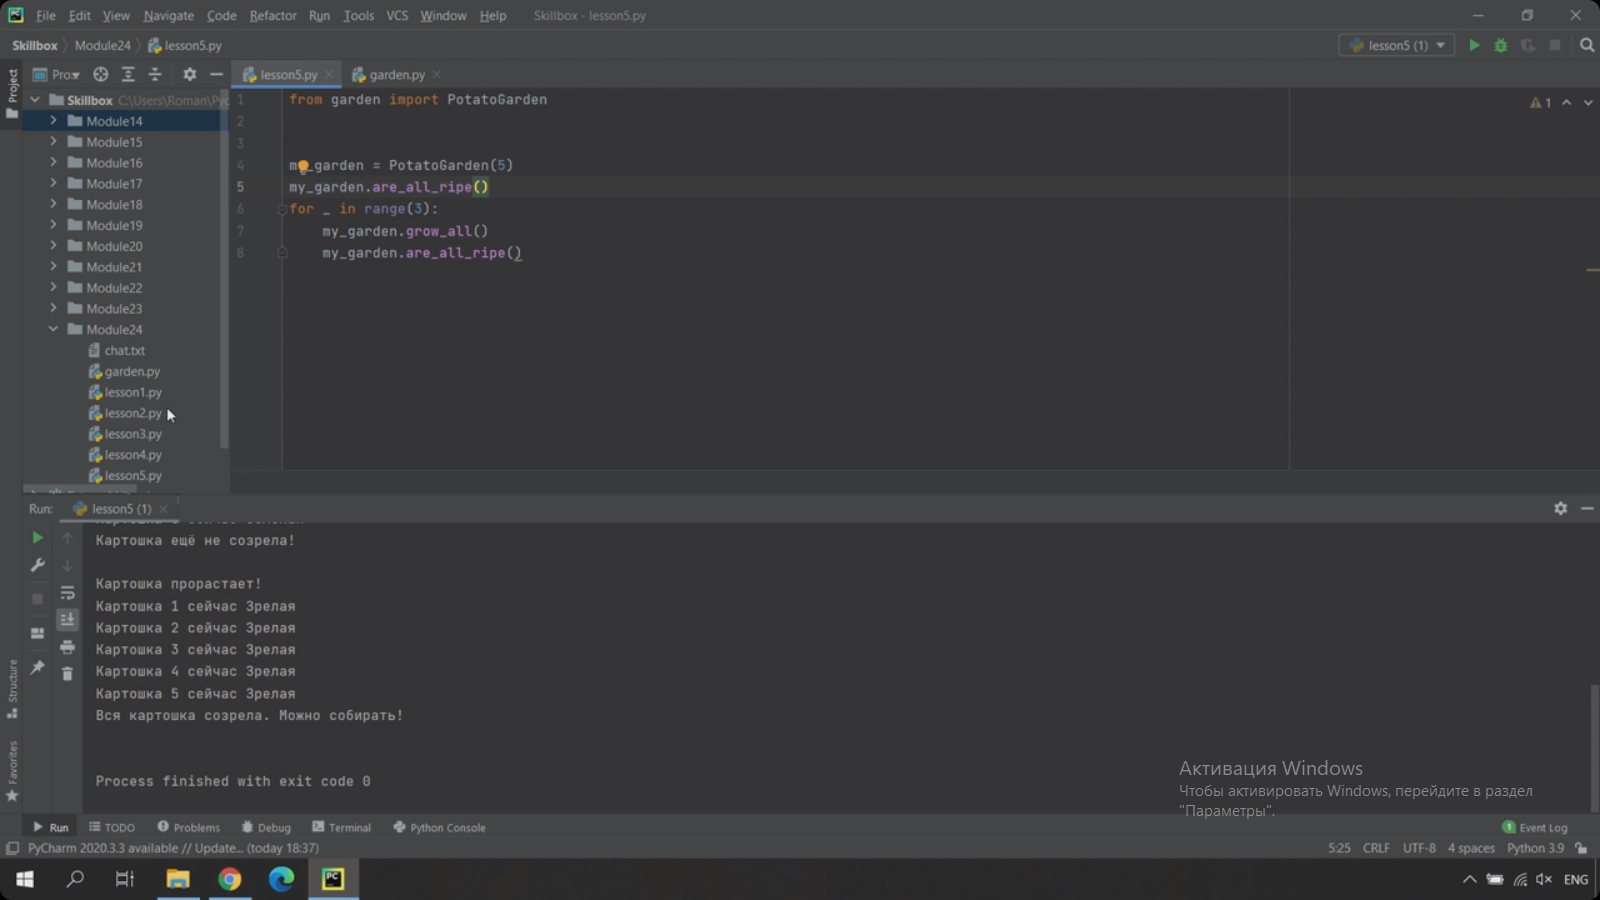 File Edit View Navigate Code Refactor Run Tools VCS Window Help Skillbox - lesson5.py
Skillbox Module24 lesson5.py lesson5 (1)
Project
Pro... lesson5.py garden.py
Skillbox C:\Users\Roman\Pyc
Module14
Module15
Module16
Module17
Module18
Module19
Module20
Module21
Module22
Module23
Module24
chat.txt
garden.py
lesson1.py
lesson2.py
lesson3.py
lesson4.py
lesson5.py
1 from garden import PotatoGarden
2
3
4 my_garden = PotatoGarden(5)
5 my_garden.are_all_ripe()
6 for _ in range(3):
7 my_garden.grow_all()
8 my_garden.are_all_ripe()
1
Run: lesson5 (1)
Картошка ещё не созрела!
Картошка прорастает!
Картошка 1 сейчас Зрелая
Картошка 2 сейчас Зрелая
Картошка 3 сейчас Зрелая
Картошка 4 сейчас Зрелая
Картошка 5 сейчас Зрелая
Вся картошка созрела. Можно собирать!
Process finished with exit code 0
Structure
Favorites
Активация Windows
Чтобы активировать Windows, перейдите в раздел
"Параметры".
Run TODO Problems Debug Terminal Python Console 1 Event Log
PyCharm 2020.3.3 available // Update... (today 18:37) 5:25 CRLF UTF-8 4 spaces Python 3.9
PC ENG